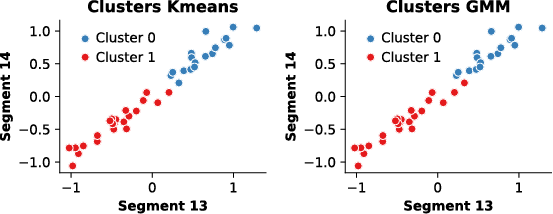 Clusters Kmeans
Segment 14
1.0
0.5
0.0
−0.5
−1.0
Cluster 0
Cluster 1
−1
0
1
Segment 13
Clusters GMM
Segment 14
1.0
0.5
0.0
−0.5
−1.0
Cluster 0
Cluster 1
−1
0
1
Segment 13